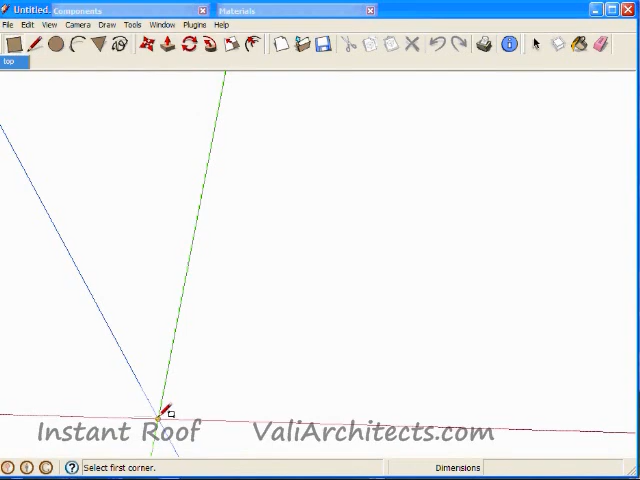 Untitled. Components Materials
File Edit View Camera Draw Tools Window Plugins Help
top
Instant Roof ValiArchitects.com
Select first corner. Dimensions